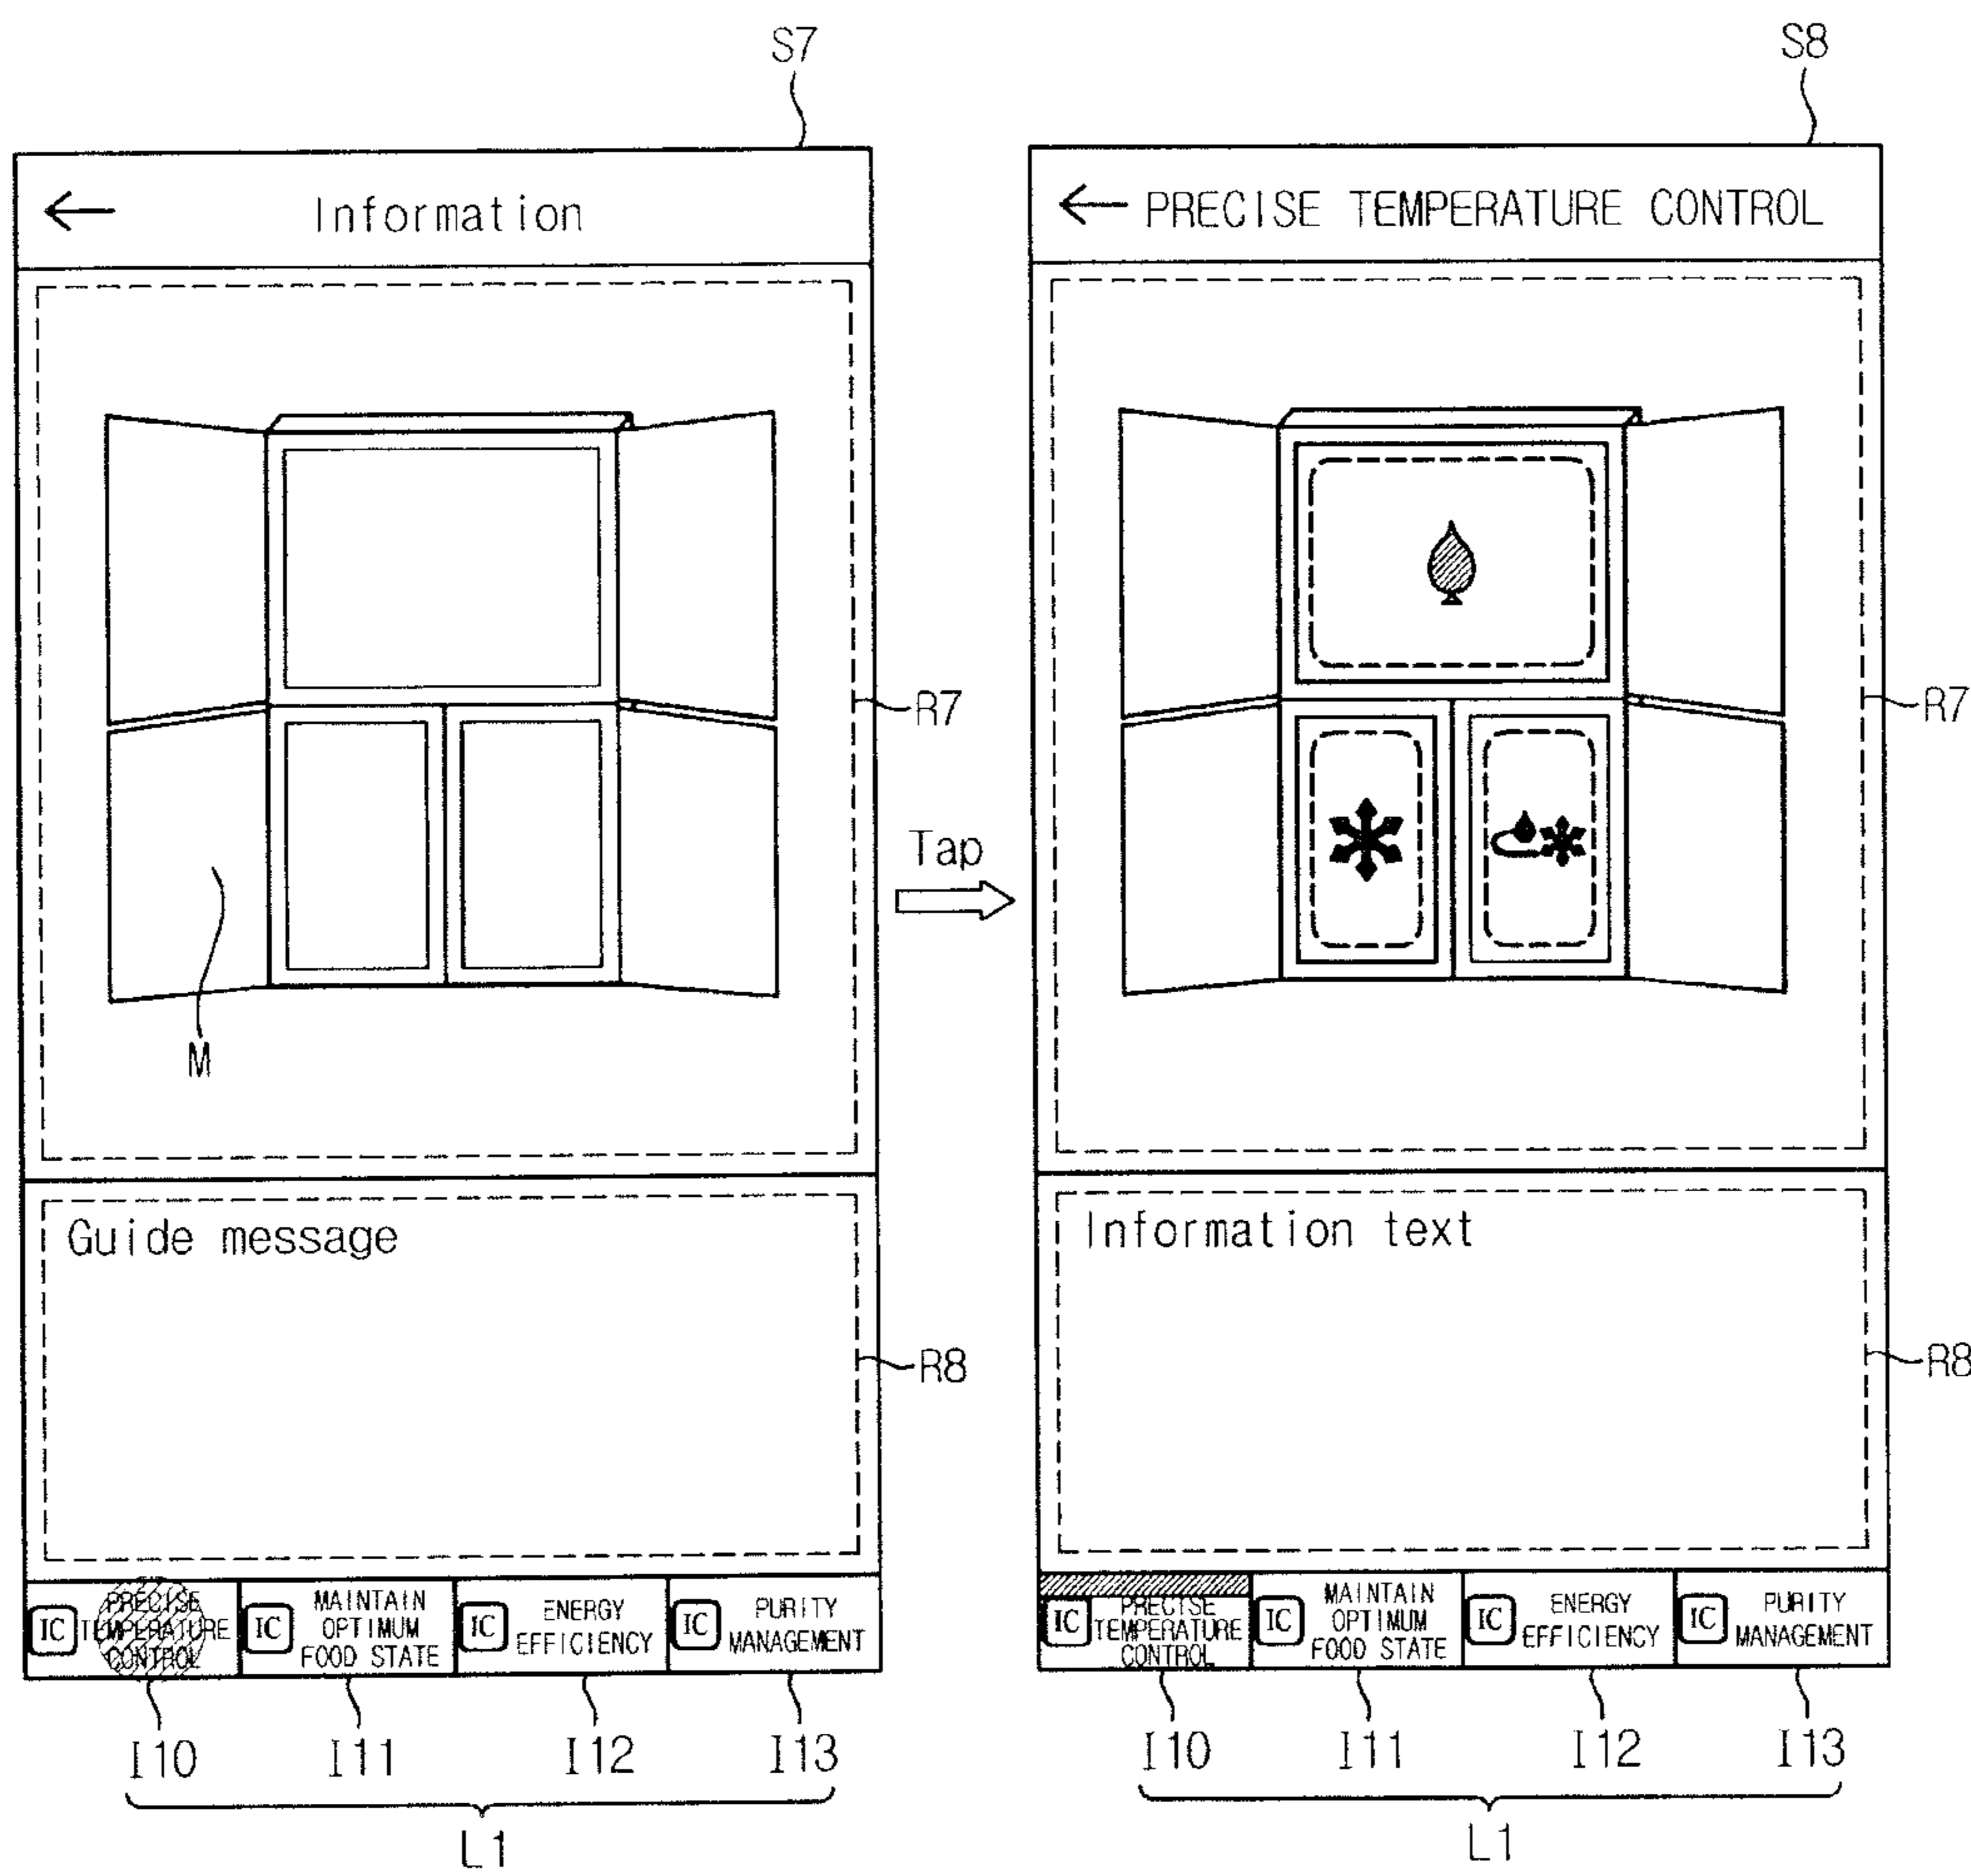 S7
S8
Information
PRECISE TEMPERATURE CONTROL
R7
R7
Tap
M
Guide message
Information text
R8
R8
IC
PRECISE
TEMPERATURE
CONTROL
IC
MAINTAIN
OPTIMUM
FOOD STATE
IC
ENERGY
EFFICIENCY
IC
PURITY
MANAGEMENT
IC
PRECISE
TEMPERATURE
CONTROL
IC
MAINTAIN
OPTIMUM
FOOD STATE
IC
ENERGY
EFFICIENCY
IC
PURITY
MANAGEMENT
I10
I11
I12
I13
I10
I11
I12
I13
L1
L1